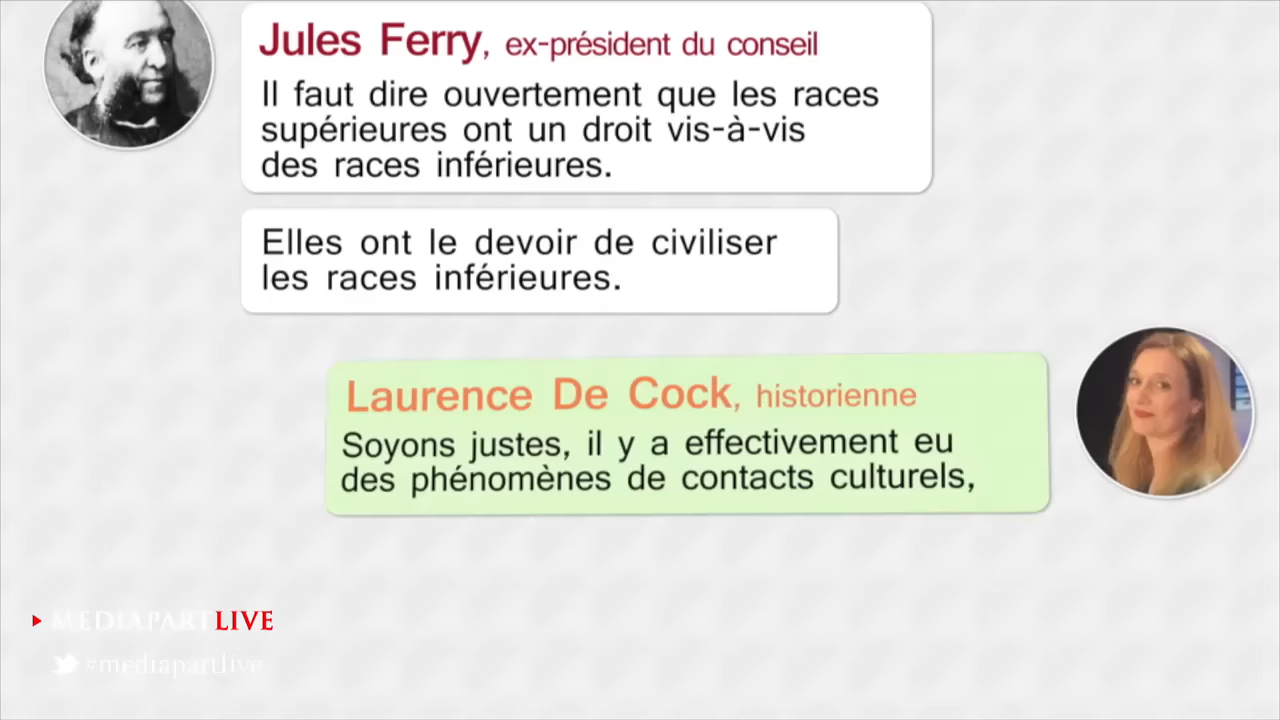 Jules Ferry, ex-président du conseil
Il faut dire ouvertement que les races
supérieures ont un droit vis-à-vis
des races inférieures.
Elles ont le devoir de civiliser
les races inférieures.
Laurence De Cock, historienne
Soyons justes, il y a effectivement eu
des phénomènes de contacts culturels,
MEDIAPARTLIVE
#mediapartlive